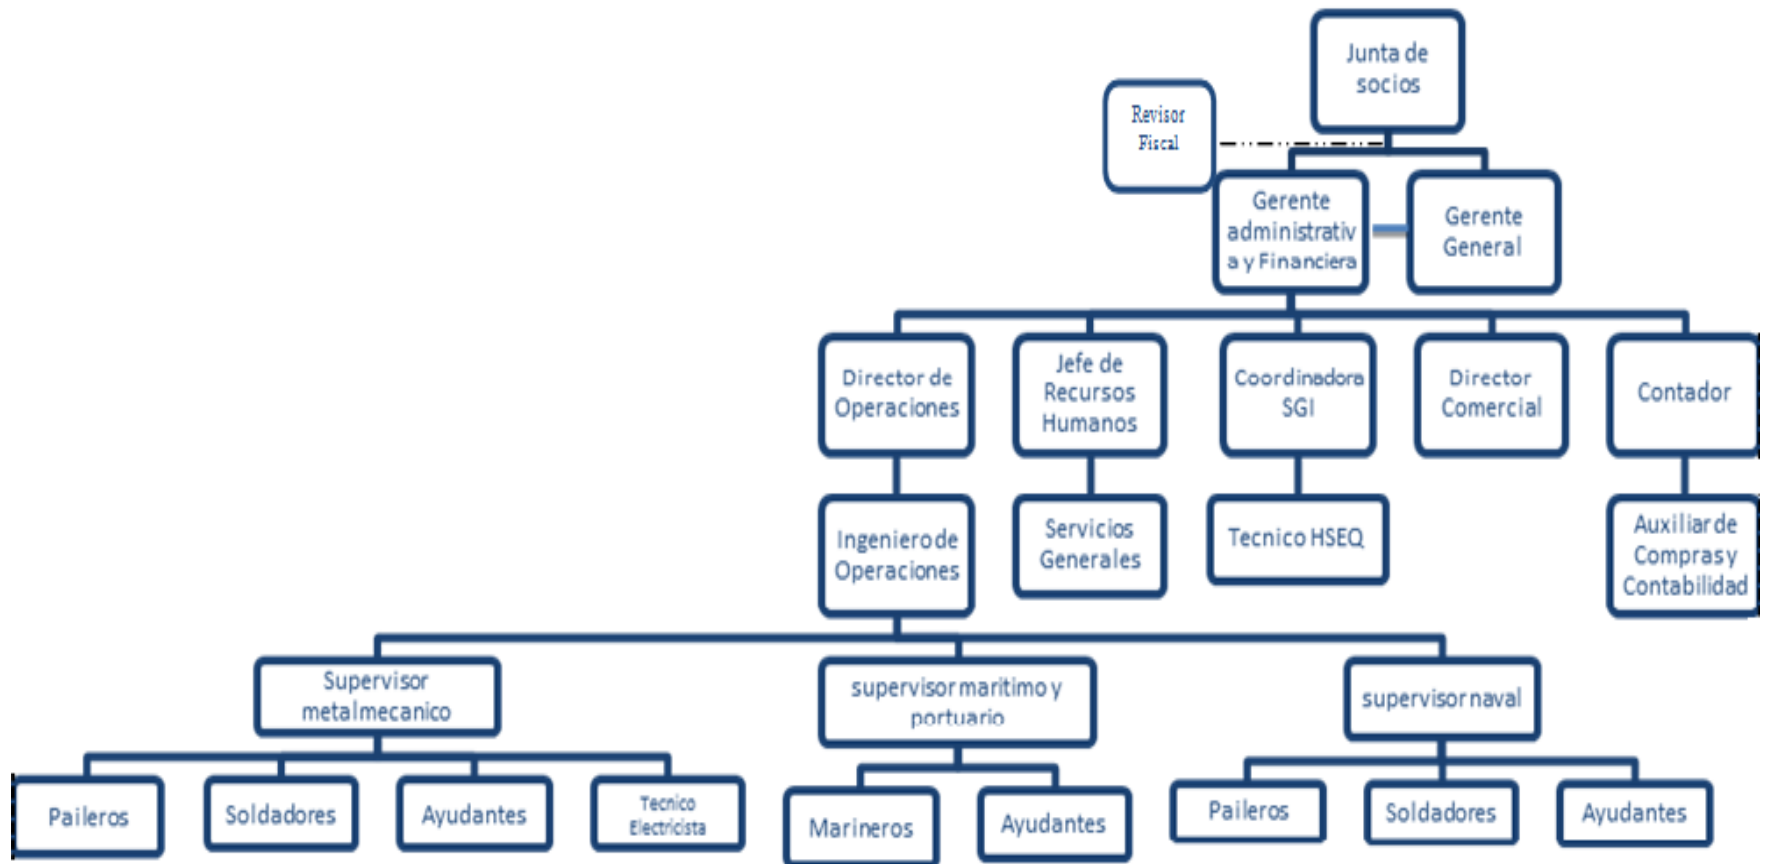 Junta de
socios
Revisor
Fiscal
Gerente
administrativ
a y Financiera
Gerente
General
Director de
Operaciones
Jefe de
Recursos
Humanos
Coordinadora
SGI
Director
Comercial
Contador
Ingeniero de
Operaciones
Servicios
Generales
Tecnico HSEQ
Auxiliar de
Compras y
Contabilidad
Supervisor
metalmecanico
supervisor maritimo y
portuario
supervisor naval
Paileros
Soldadores
Ayudantes
Tecnico
Electricista
Marineros
Ayudantes
Paileros
Soldadores
Ayudantes